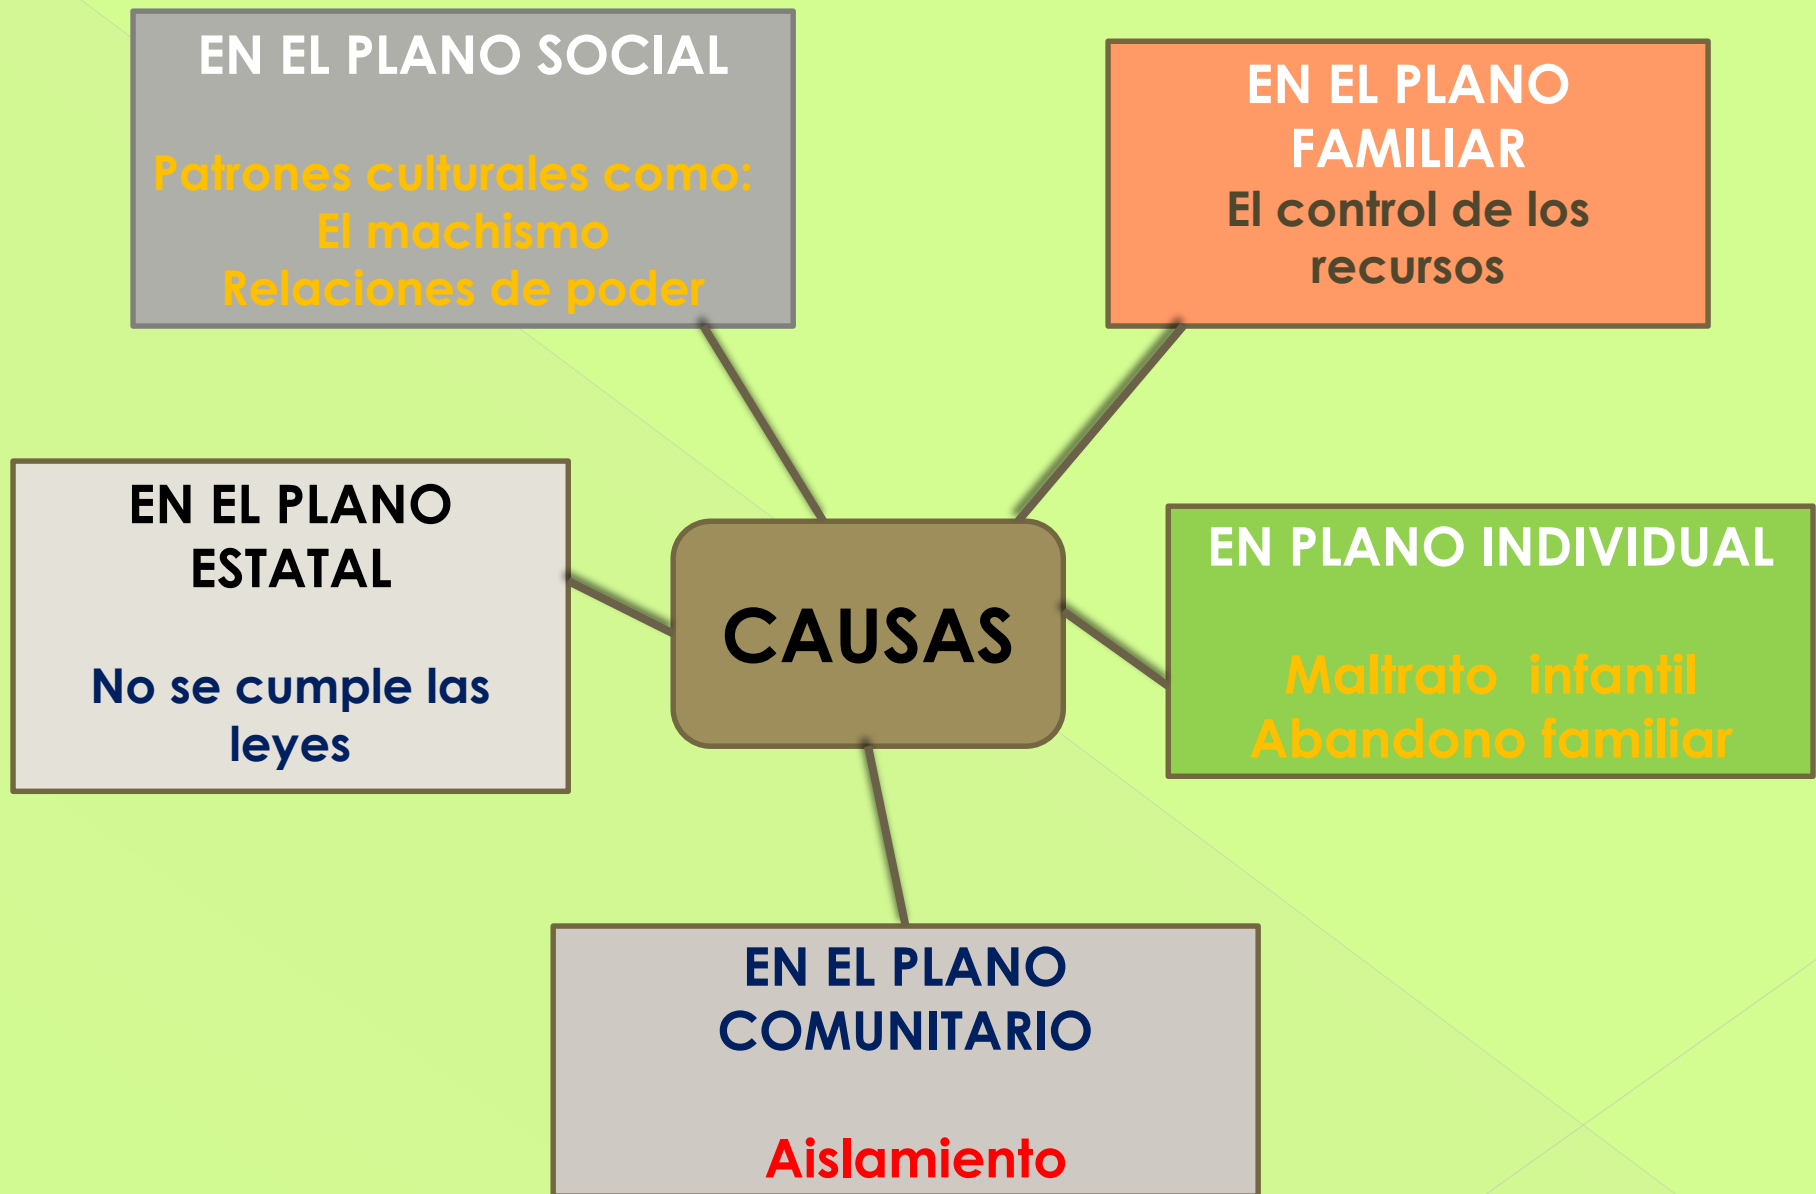 EN EL PLANO SOCIAL
Patrones culturales como:
El machismo
Relaciones de poder
EN EL PLANO
FAMILIAR
El control de los
recursos
EN EL PLANO
ESTATAL
No se cumple las
leyes
CAUSAS
EN PLANO INDIVIDUAL
Maltrato  infantil
Abandono familiar
EN EL PLANO
COMUNITARIO
Aislamiento